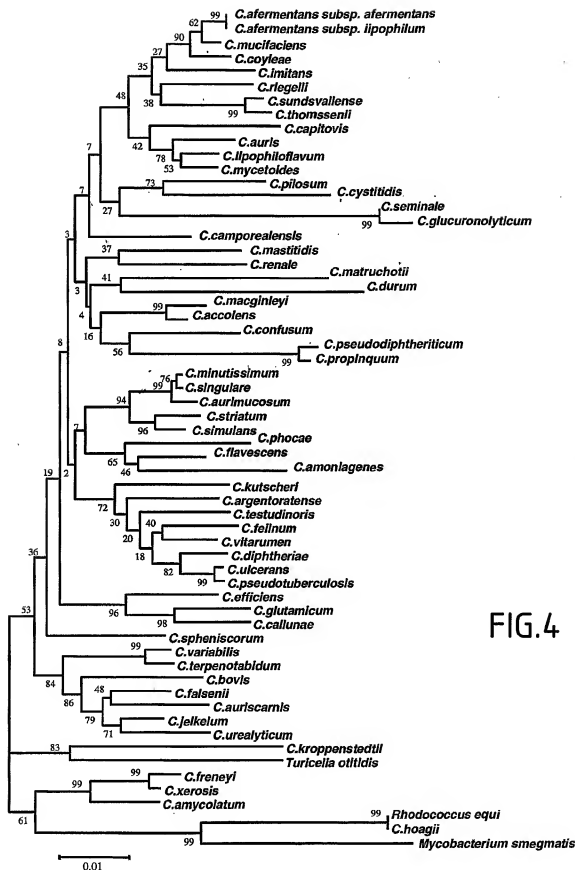 99
C.afermentans subsp. afermentans
62
C.afermentans subsp. lipophilum
90
C.mucifaciens
27
C.coyleae
35
C.imitans
C.riegelii
48
38
C.sundsvallense
99
C.thomssenii
C.capitovis
42
C.auris
78
C.lipophiloflavum
53
C.mycetoides
7
73
C.pilosum
C.cystitidis
7
27
C.seminale
99
C.glucuronolyticum
3
C.camporealensis
37
C.mastitidis
3
C.renale
41
C.matruchotii
C.durum
4
99
C.macginleyi
C.accolens
16
C.confusum
56
C.pseudodiphtheriticum
99
C.propinquum
8
76
C.minutissimum
99
C.singulare
94
C.aurimucosum
C.striatum
96
C.simulans
7
C.phocae
65
C.flavescens
46
C.amoniagenes
19
2
C.kutscheri
72
C.argentoratense
30
C.testudinoris
20
40
C.felinum
18
C.vitarumen
C.diphtheriae
82
C.ulcerans
99
C.pseudotuberculosis
36
C.efficiens
96
C.glutamicum
98
C.callunae
53
C.spheniscorum
99
C.variabilis
C.terpenotabidum
84
C.bovis
86
48
C.falsenii
79
C.auriscarnis
C.jeikeium
71
C.urealyticum
83
C.kroppenstedtii
Turicella otitidis
99
C.freneyi
99
C.xerosis
C.amycolatum
61
99
Rhodococcus equi
C.hoagii
99
Mycobacterium smegmatis
0.01
FIG.4